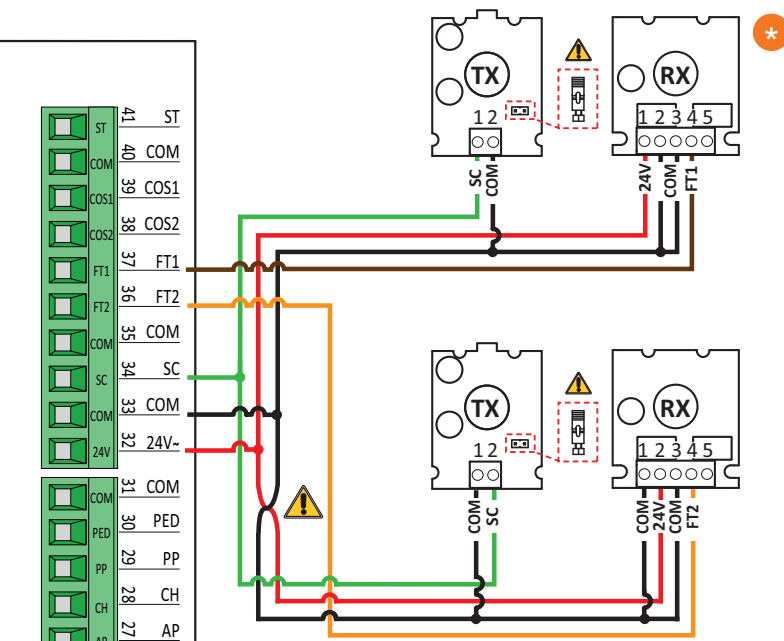 *
TX
RX
1 2
1 2 3 4 5
SC
COM
24V
COM
FT1
ST 41 ST
COM 40 COM
COS1 39 COS1
COS2 38 COS2
FT1 37 FT1
FT2 36 FT2
COM 35 COM
SC 34 SC
COM 33 COM
24V 32 24V~
COM 31 COM
PED 30 PED
PP 29 PP
CH 28 CH
AP 27 AP
TX
RX
1 2
1 2 3 4 5
COM
SC
COM
24V
COM
FT2